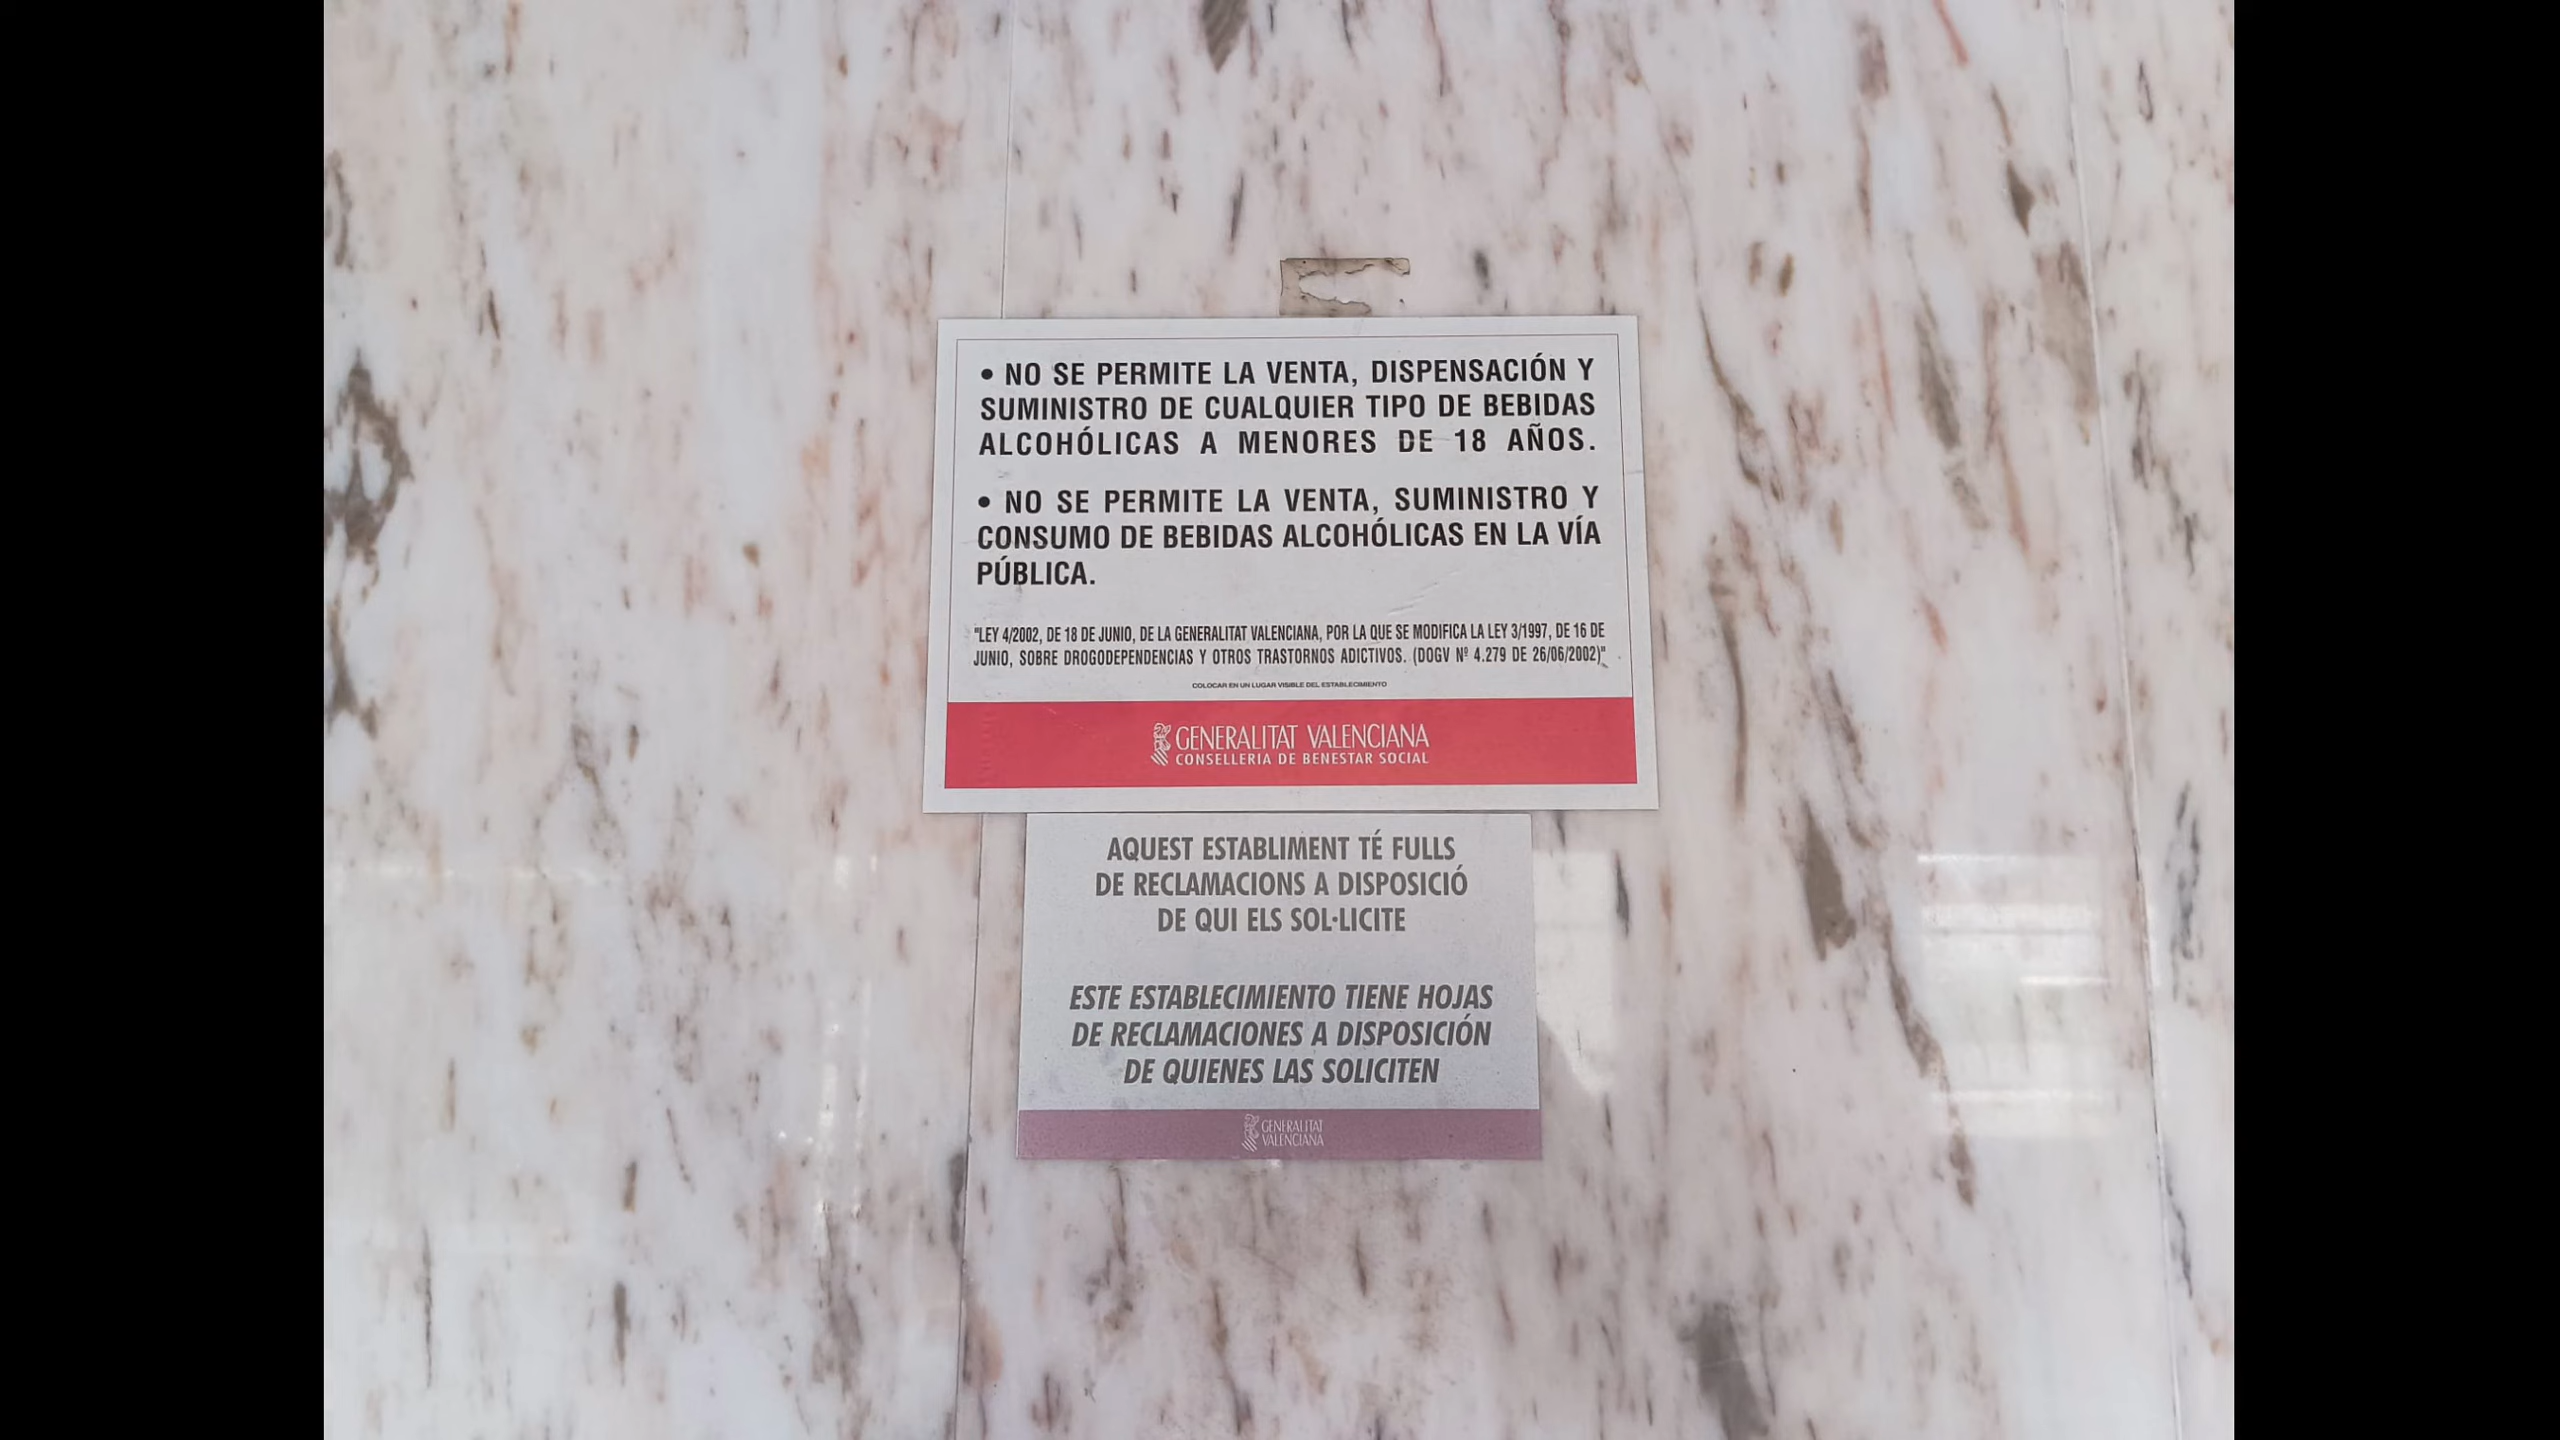 • NO SE PERMITE LA VENTA, DISPENSACIÓN Y
SUMINISTRO DE CUALQUIER TIPO DE BEBIDAS
ALCOHÓLICAS A MENORES DE 18 AÑOS.
• NO SE PERMITE LA VENTA, SUMINISTRO Y
CONSUMO DE BEBIDAS ALCOHÓLICAS EN LA VÍA
PÚBLICA.
"LEY 4/2002, DE 18 DE JUNIO, DE LA GENERALITAT VALENCIANA, POR LA QUE SE MODIFICA LA LEY 3/1997, DE 16 DE
JUNIO, SOBRE DROGODEPENDENCIAS Y OTROS TRASTORNOS ADICTIVOS. (DOGV Nº 4.279 DE 26/06/2002)"
COLOCAR EN UN LUGAR VISIBLE DEL ESTABLECIMIENTO
GENERALITAT VALENCIANA
CONSELLERIA DE BENESTAR SOCIAL
AQUEST ESTABLIMENT TÉ FULLS
DE RECLAMACIONS A DISPOSICIÓ
DE QUI ELS SOL·LICITE
ESTE ESTABLECIMIENTO TIENE HOJAS
DE RECLAMACIONES A DISPOSICIÓN
DE QUIENES LAS SOLICITEN
GENERALITAT
VALENCIANA